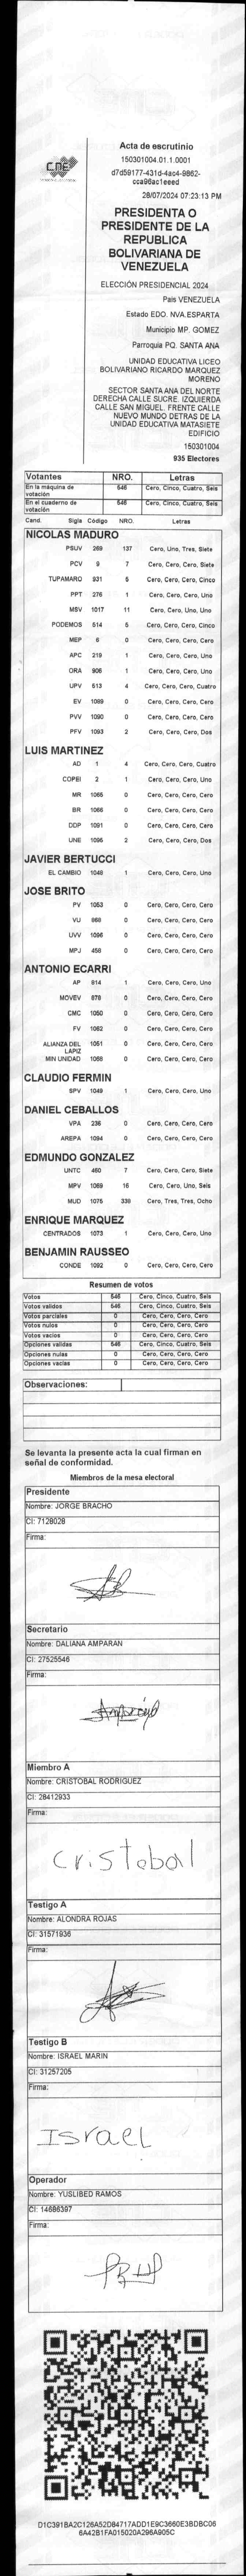 CNE
Acta de escrutinio
150301004.01.1.0001
d7d59177-431d-4ac4-9862-
cca96ac1eeed
28/07/2024 07:23:13 PM
PRESIDENTA O
PRESIDENTE DE LA
REPUBLICA
BOLIVARIANA DE
VENEZUELA
ELECCIÓN PRESIDENCIAL 2024
Pais VENEZUELA
Estado EDO. NVA.ESPARTA
Municipio MP. GOMEZ
Parroquia PQ. SANTA ANA
UNIDAD EDUCATIVA LICEO
BOLIVARIANO RICARDO MARQUEZ
MORENO
SECTOR SANTA ANA DEL NORTE
DERECHA CALLE SUCRE. IZQUIERDA
CALLE SAN MIGUEL. FRENTE CALLE
NUEVO MUNDO DETRAS DE LA
UNIDAD EDUCATIVA MATASIETE
EDIFICIO
150301004
935 Electores
Votantes NRO. Letras
En la máquina de votación 546 Cero, Cinco, Cuatro, Seis
En el cuaderno de votación 546 Cero, Cinco, Cuatro, Seis
Cand. Sigla Código NRO. Letras
NICOLAS MADURO
PSUV 269 137 Cero, Uno, Tres, Siete
PCV 9 7 Cero, Cero, Cero, Siete
TUPAMARO 931 5 Cero, Cero, Cero, Cinco
PPT 276 1 Cero, Cero, Cero, Uno
MSV 1017 11 Cero, Cero, Uno, Uno
PODEMOS 514 5 Cero, Cero, Cero, Cinco
MEP 6 0 Cero, Cero, Cero, Cero
APC 219 1 Cero, Cero, Cero, Uno
ORA 906 1 Cero, Cero, Cero, Uno
UPV 513 4 Cero, Cero, Cero, Cuatro
EV 1089 0 Cero, Cero, Cero, Cero
PVV 1090 0 Cero, Cero, Cero, Cero
PFV 1093 2 Cero, Cero, Cero, Dos
LUIS MARTINEZ
AD 1 4 Cero, Cero, Cero, Cuatro
COPEI 2 1 Cero, Cero, Cero, Uno
MR 1065 0 Cero, Cero, Cero, Cero
BR 1066 0 Cero, Cero, Cero, Cero
DDP 1091 0 Cero, Cero, Cero, Cero
UNE 1095 2 Cero, Cero, Cero, Dos
JAVIER BERTUCCI
EL CAMBIO 1048 1 Cero, Cero, Cero, Uno
JOSE BRITO
PV 1053 0 Cero, Cero, Cero, Cero
VU 868 0 Cero, Cero, Cero, Cero
UVV 1096 0 Cero, Cero, Cero, Cero
MPJ 458 0 Cero, Cero, Cero, Cero
ANTONIO ECARRI
AP 814 1 Cero, Cero, Cero, Uno
MOVEV 878 0 Cero, Cero, Cero, Cero
CMC 1050 0 Cero, Cero, Cero, Cero
FV 1082 0 Cero, Cero, Cero, Cero
ALIANZA DEL LAPIZ 1051 0 Cero, Cero, Cero, Cero
MIN UNIDAD 1068 0 Cero, Cero, Cero, Cero
CLAUDIO FERMIN
SPV 1049 1 Cero, Cero, Cero, Uno
DANIEL CEBALLOS
VPA 236 0 Cero, Cero, Cero, Cero
AREPA 1094 0 Cero, Cero, Cero, Cero
EDMUNDO GONZALEZ
UNTC 460 7 Cero, Cero, Cero, Siete
MPV 1069 16 Cero, Cero, Uno, Seis
MUD 1075 338 Cero, Tres, Tres, Ocho
ENRIQUE MARQUEZ
CENTRADOS 1073 1 Cero, Cero, Cero, Uno
BENJAMIN RAUSSEO
CONDE 1092 0 Cero, Cero, Cero, Cero
Resumen de votos
Votos 546 Cero, Cinco, Cuatro, Seis
Votos validos 546 Cero, Cinco, Cuatro, Seis
Votos parciales 0 Cero, Cero, Cero, Cero
Votos nulos 0 Cero, Cero, Cero, Cero
Votos vacios 0 Cero, Cero, Cero, Cero
Opciones validas 546 Cero, Cinco, Cuatro, Seis
Opciones nulas 0 Cero, Cero, Cero, Cero
Opciones vacias 0 Cero, Cero, Cero, Cero
Observaciones:
Se levanta la presente acta la cual firman en
señal de conformidad.
Miembros de la mesa electoral
Presidente
Nombre: JORGE BRACHO
CI: 7128028
Firma:
Secretario
Nombre: DALIANA AMPARAN
CI: 27525546
Firma:
Miembro A
Nombre: CRISTOBAL RODRIGUEZ
CI: 28412933
Firma:
Cristobal
Testigo A
Nombre: ALONDRA ROJAS
CI: 31571936
Firma:
Testigo B
Nombre: ISRAEL MARIN
CI: 31257205
Firma:
Israel
Operador
Nombre: YUSLIBED RAMOS
CI: 14686397
Firma:
D1C391BA2C126A52D84717ADD1E9C3660E3BDBC06
6A42B1FA015020A296A905C